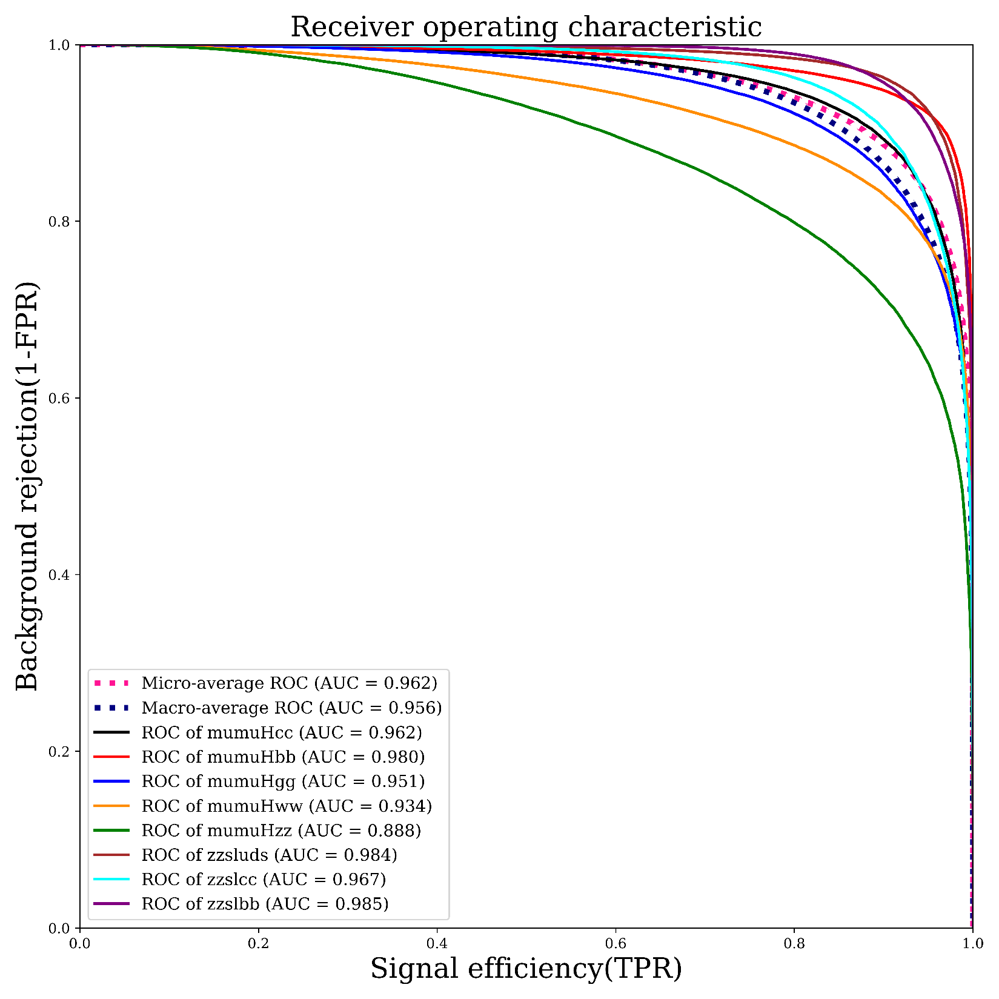 Receiver operating characteristic
1.0
0.8
0.6
0.4
0.2
0.0
Background rejection(1-FPR)
Micro-average ROC (AUC = 0.962)
Macro-average ROC (AUC = 0.956)
ROC of mumuHcc (AUC = 0.962)
ROC of mumuHbb (AUC = 0.980)
ROC of mumuHgg (AUC = 0.951)
ROC of mumuHww (AUC = 0.934)
ROC of mumuHzz (AUC = 0.888)
ROC of zzsluds (AUC = 0.984)
ROC of zzslcc (AUC = 0.967)
ROC of zzslbb (AUC = 0.985)
0.0 0.2 0.4 0.6 0.8 1.0
Signal efficiency(TPR)